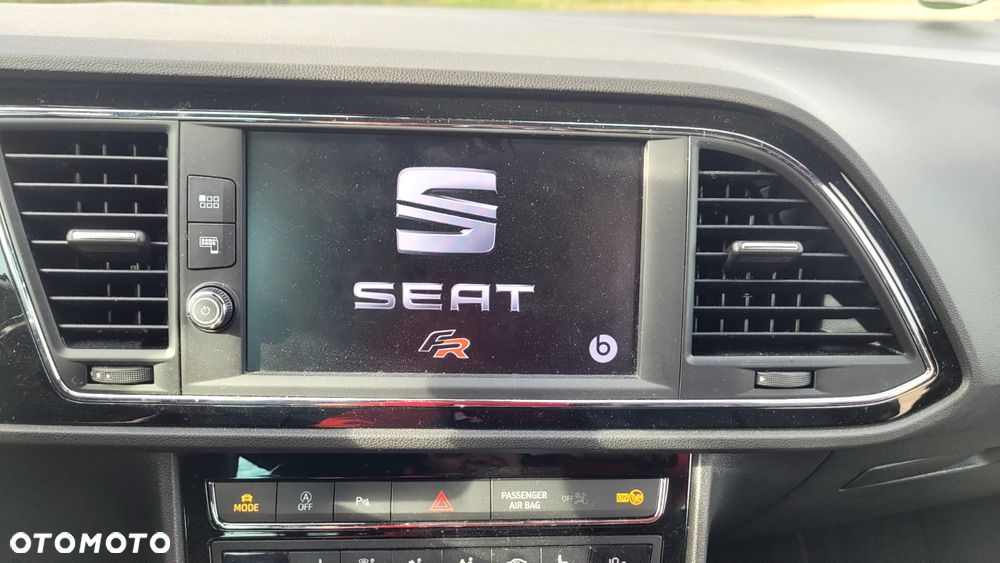 SEAT
FR
b
MODE
A
OFF
P
PASSENGER
AIR BAG
OFF
ON
OTOMOTO